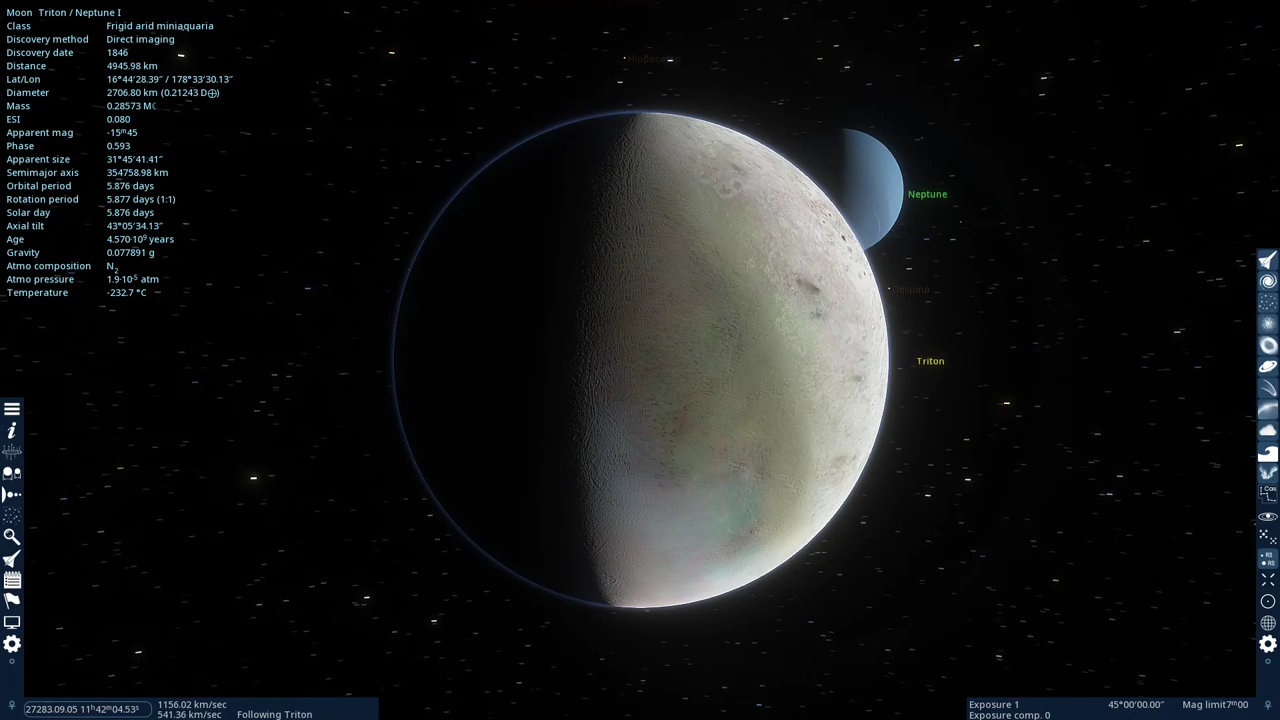 Moon Triton / Neptune I
Class Frigid arid miniaquaria
Discovery method Direct imaging
Discovery date 1846
Distance 4945.98 km
Lat/Lon 16°44′28.39″ / 178°33′30.13″
Diameter 2706.80 km (0.21243 D⊕)
Mass 0.28573 M☾
ESI 0.080
Apparent mag -15ᵐ45
Phase 0.593
Apparent size 31°45′41.41″
Semimajor axis 354758.98 km
Orbital period 5.876 days
Rotation period 5.877 days (1:1)
Solar day 5.876 days
Axial tilt 43°05′34.13″
Age 4.570·10⁹ years
Gravity 0.077891 g
Atmo composition N₂
Atmo pressure 1.9·10⁻⁵ atm
Temperature -232.7 °C
Hippocamp
Neptune
Despina
Triton
Can
RS
RS
27283.09.05 11ʰ42ᵐ04.53ˢ
1156.02 km/sec
541.36 km/sec Following Triton
Exposure 1 45°00′00.00″ Mag limit 7ᵐ00
Exposure comp. 0